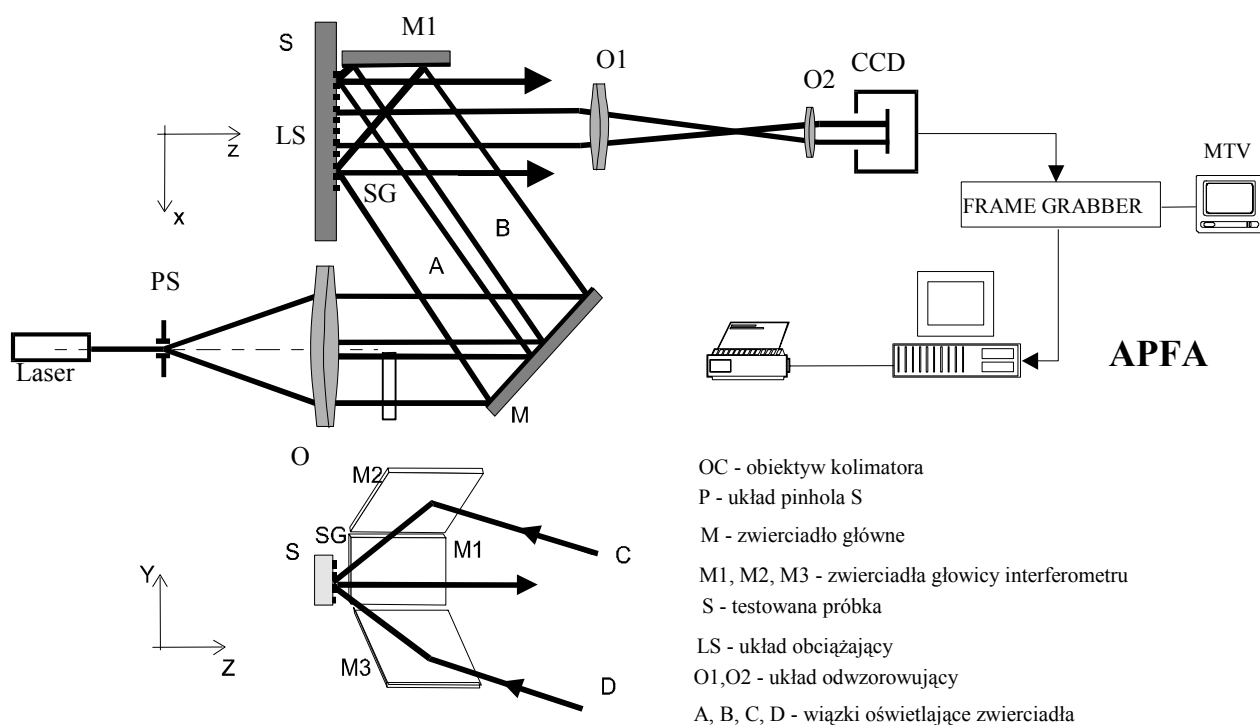 S
M1
O1
O2
CCD
LS
z
x
SG
MTV
FRAME GRABBER
B
A
PS
Laser
M
O
APFA
M2
SG
S
M1
C
Y
Z
M3
D
OC - obiektyw kolimatora
P - układ pinhola S
M - zwierciadło główne
M1, M2, M3 - zwierciadła głowicy interferometru
S - testowana próbka
LS - układ obciążający
O1,O2 - układ odwzorowujący
A, B, C, D - wiązki oświetlające zwierciadła